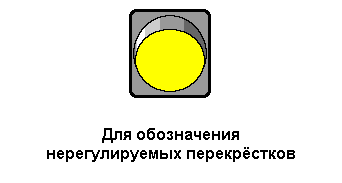 Для обозначения
нерегулируемых перекрёстков